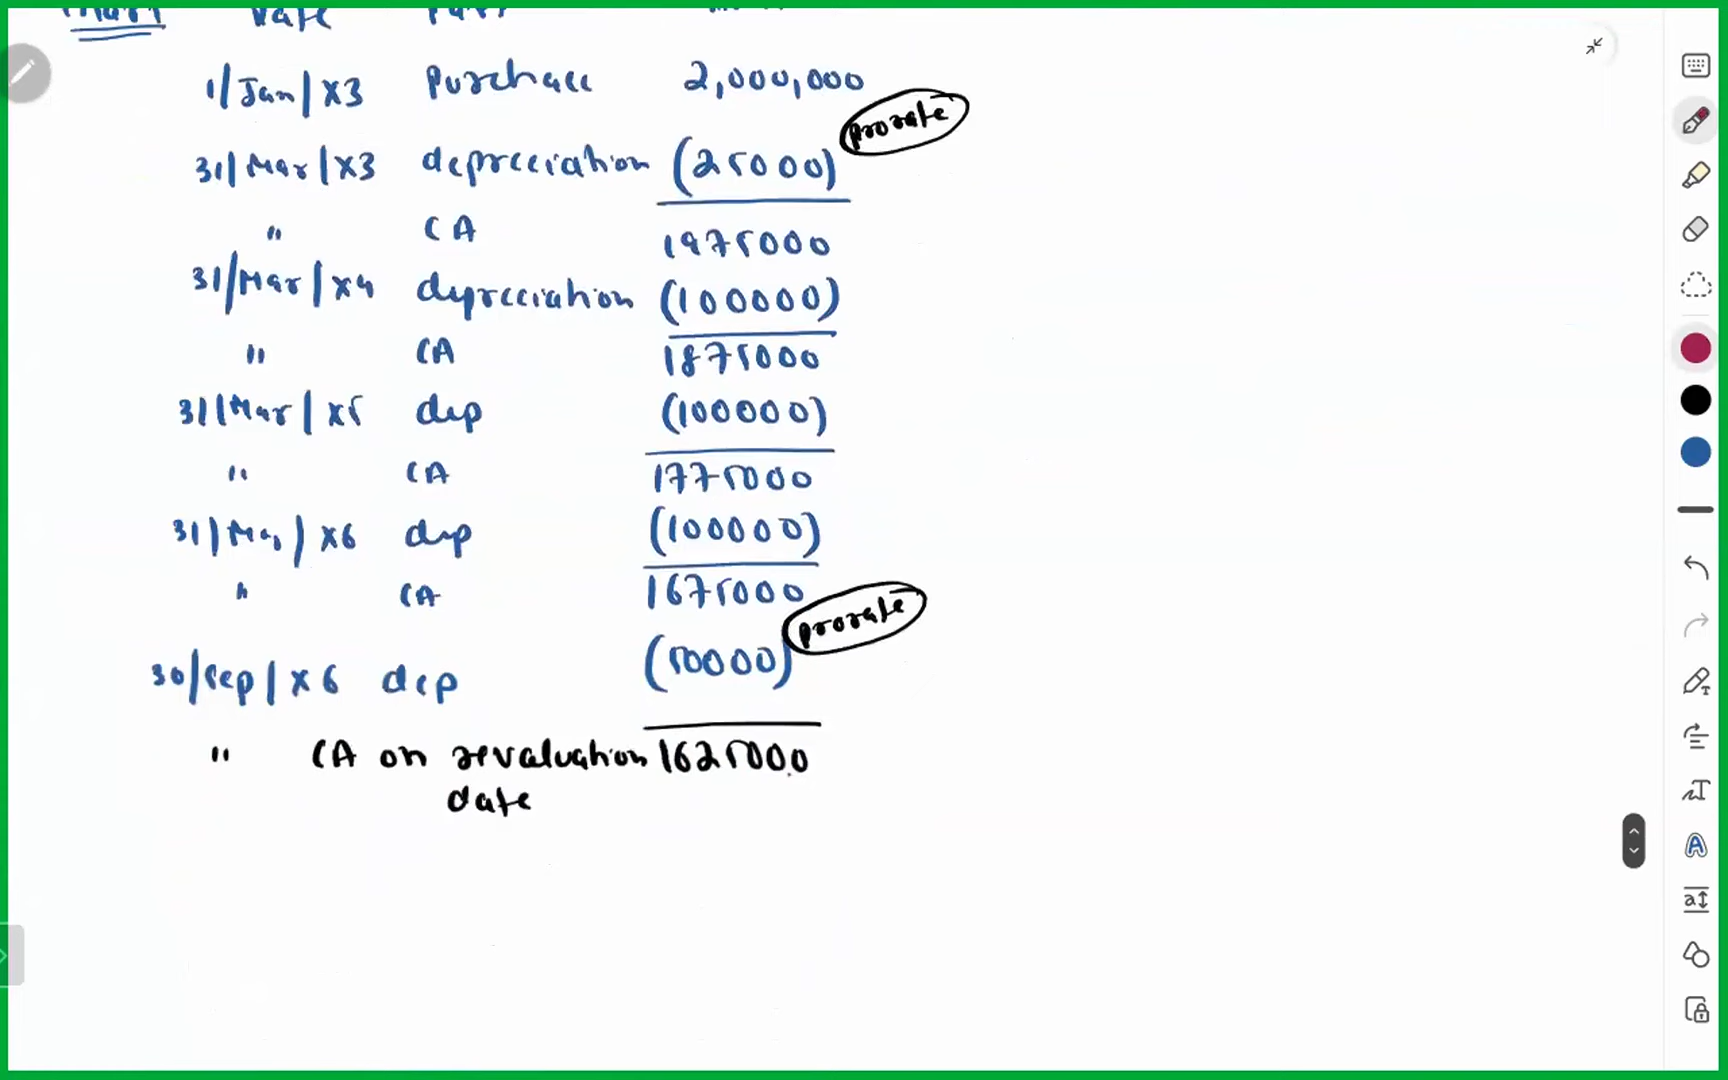 Date
1/Jan/X3 Purchase 2,000,000
prorate
31/Mar/X3 depreciation (25000)
" CA 1975000
31/Mar/X4 depreciation (100000)
" CA 1875000
31/Mar/X5 dep (100000)
" CA 1775000
31/Mar/X6 dep (100000)
" CA 1675000
prorate
30/Sep/X6 dep (50000)
" CA on revaluation 1625000
date